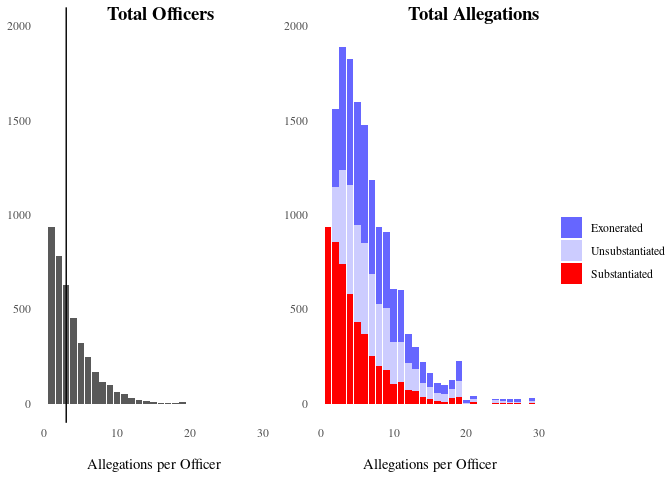 Total Officers
2000
1500
1000
500
0
0 10 20 30
Allegations per Officer
Total Allegations
2000
1500
1000
500
0
0 10 20 30
Allegations per Officer
Exonerated
Unsubstantiated
Substantiated